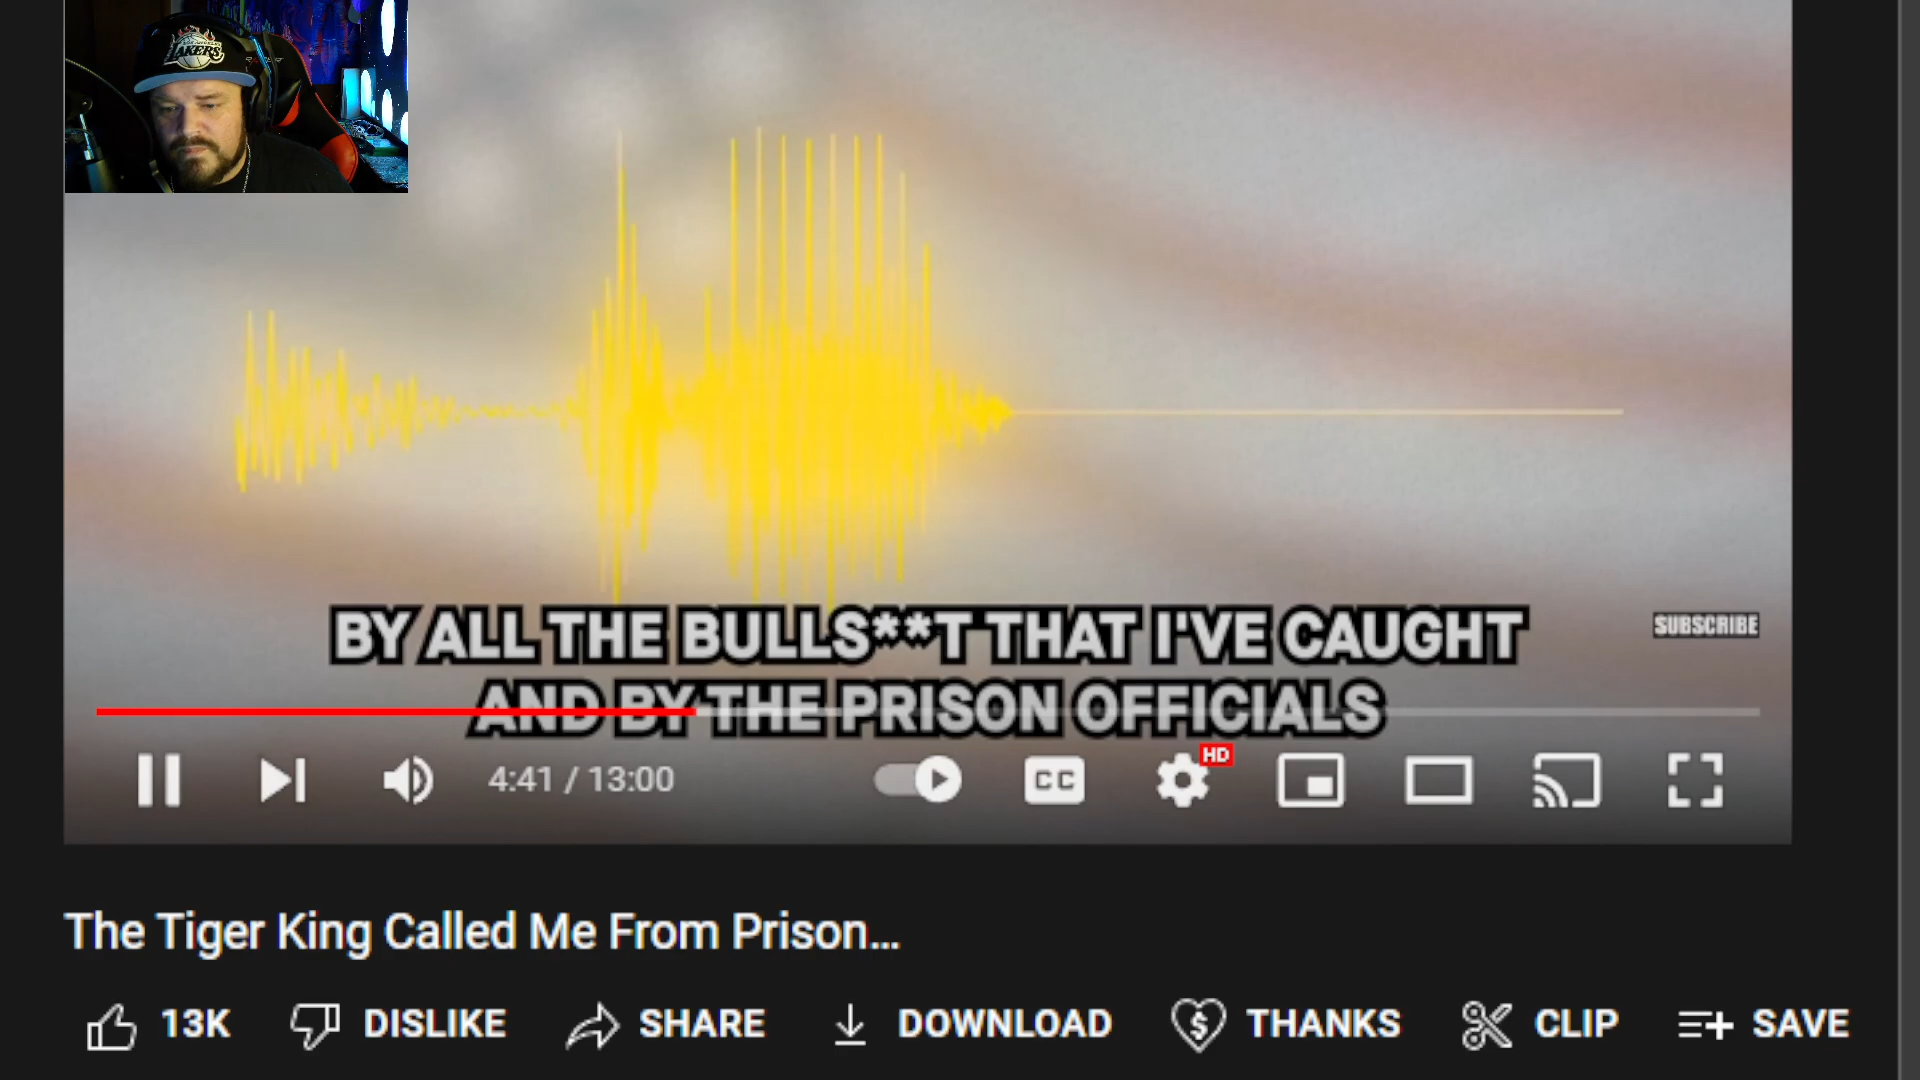 LAKERS
BY ALL THE BULLS**T THAT I'VE CAUGHT
AND BY THE PRISON OFFICIALS
SUBSCRIBE
4:41 / 13:00
CC
HD
The Tiger King Called Me From Prison...
13K
DISLIKE
SHARE
DOWNLOAD
THANKS
CLIP
SAVE